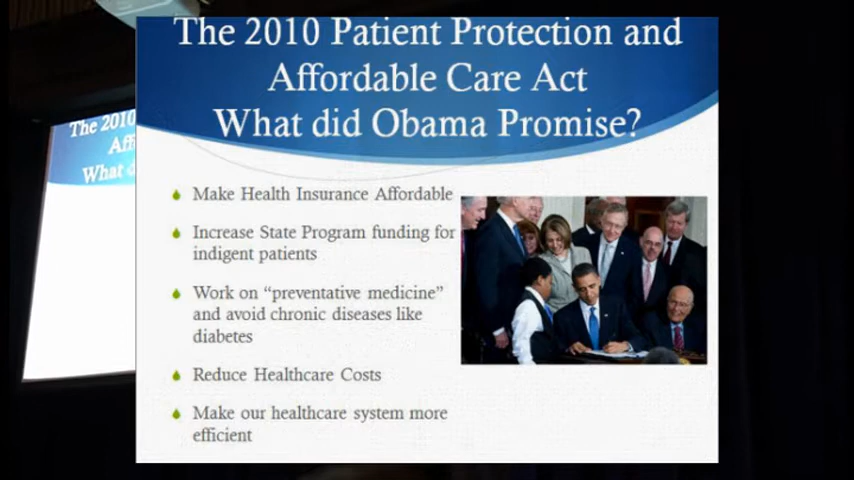 The 2010 Patient Protection and
Affordable Care Act
What did Obama Promise?
The 2010
Aff
What d
Make Health Insurance Affordable
Increase State Program funding for
indigent patients
Work on “preventative medicine”
and avoid chronic diseases like
diabetes
Reduce Healthcare Costs
Make our healthcare system more
efficient